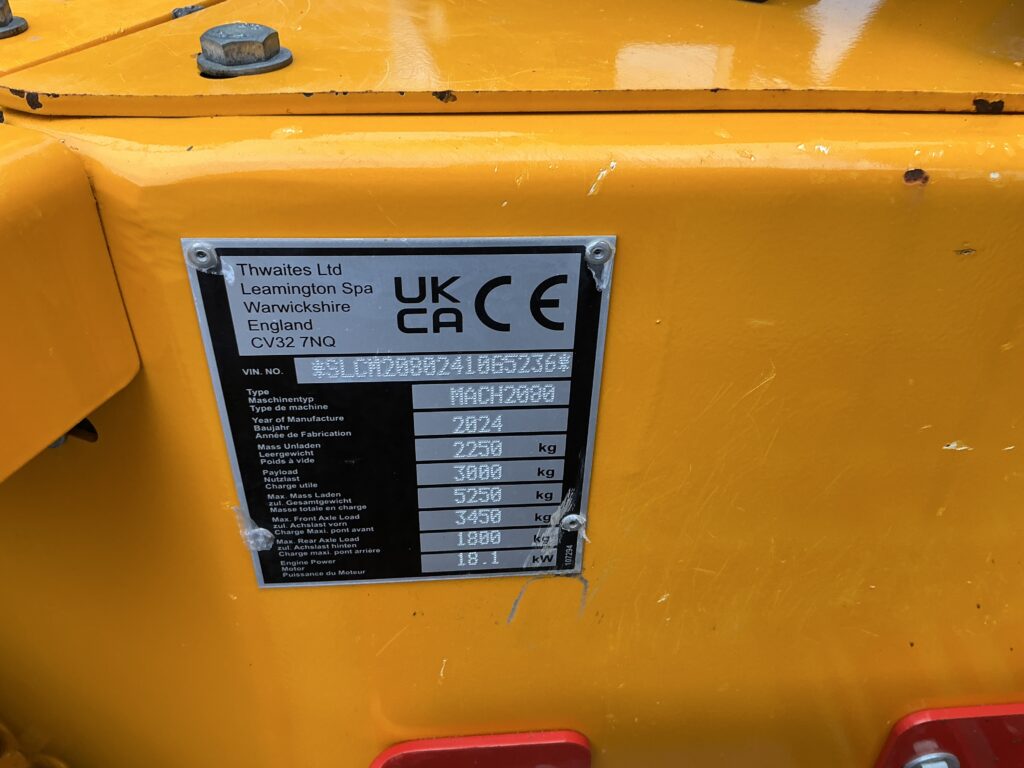 Thwaites Ltd
Leamington Spa
Warwickshire
England
CV32 7NQ
UK
CA
CE
VIN. NO. *SLCM2080241065236*
Type
Maschinentyp
Type de machine
MACH2080
Year of Manufacture
Baujahr
Année de Fabrication
2024
Mass Unladen
Leergewicht
Poids à vide
2250 kg
Payload
Nutzlast
Charge utile
3000 kg
Max. Mass Laden
zul. Gesamtgewicht
Masse totale en charge
5250 kg
Max. Front Axle Load
zul. Achslast vorn
Charge Maxi. pont avant
3450 kg
Max. Rear Axle Load
zul. Achslast hinten
Charge maxi. pont arrière
1800 kg
Engine Power
Motor
Puissance du Moteur
18.1 kW
107294